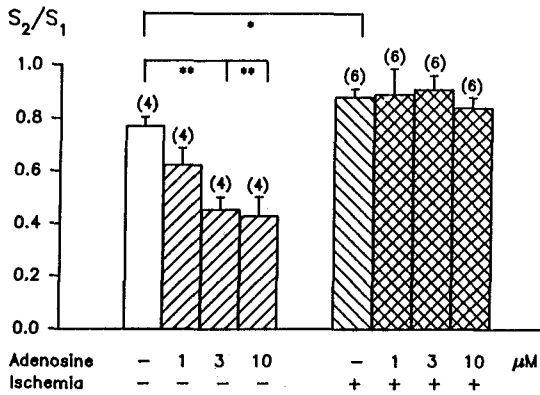 S2/S1
*
** **
1.0
0.8
0.6
0.4
0.2
0.0
(4) (4) (4) (4) (6) (6) (6) (6)
Adenosine – 1 3 10 – 1 3 10 μM
Ischemia – – – – + + + +